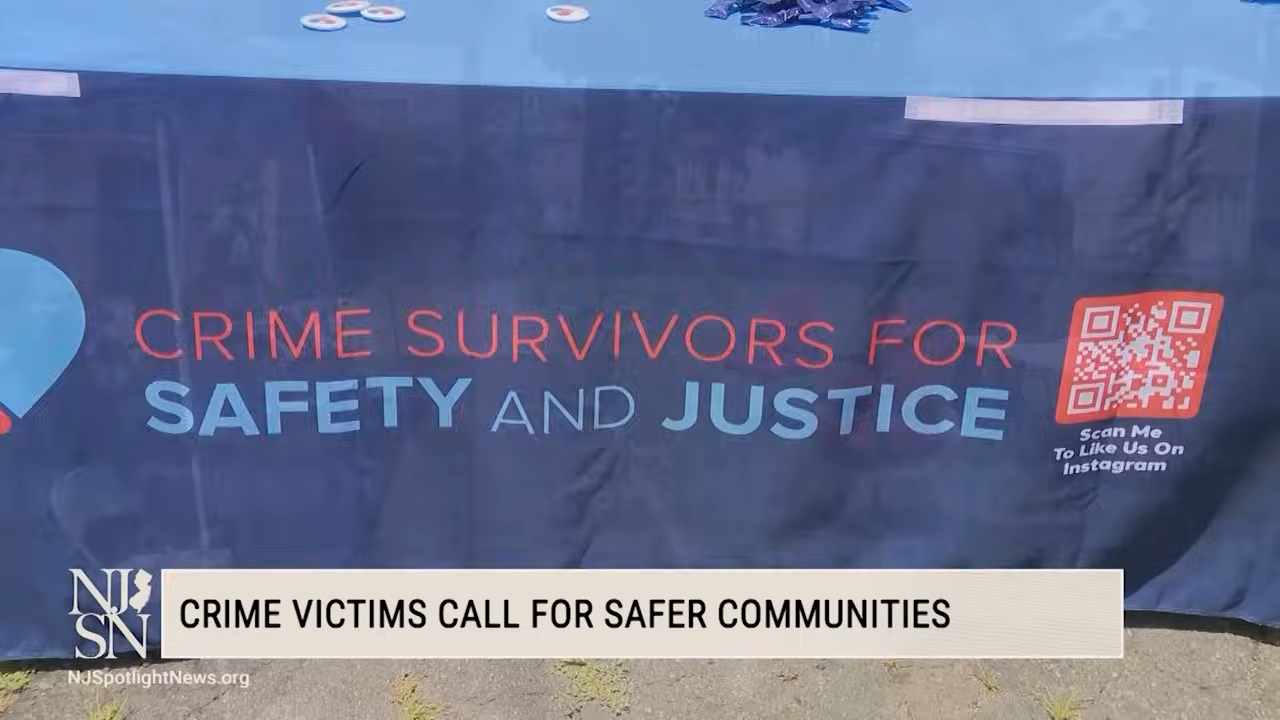 CRIME SURVIVORS FOR
SAFETY AND JUSTICE
Scan Me
To Like Us On
Instagram
NJ
SN
CRIME VICTIMS CALL FOR SAFER COMMUNITIES
NJSpotlightNews.org